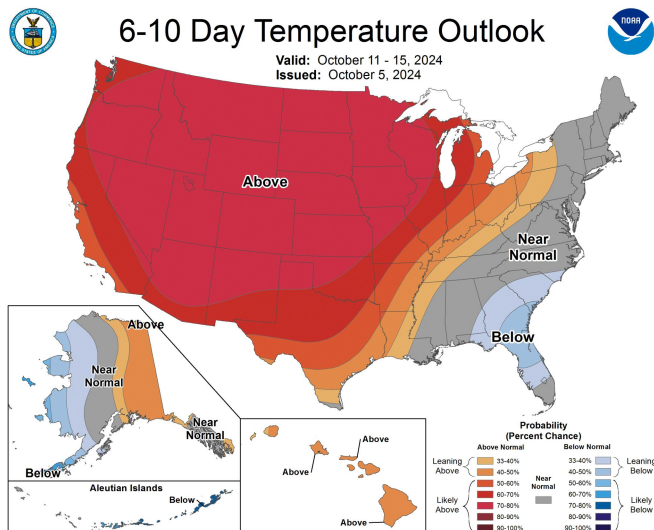 6-10 Day Temperature Outlook
Valid: October 11 - 15, 2024
Issued: October 5, 2024
NOAA
Above
Near
Normal
Below
Above
Near
Normal
Near
Normal
Below
Aleutian Islands
Below
Above
Above
Above
Probability
(Percent Chance)
Above Normal
Below Normal
Leaning
Above
33-40%
40-50%
Likely
Above
50-60%
60-70%
70-80%
80-90%
90-100%
Near
Normal
33-40%
40-50%
Leaning
Below
50-60%
60-70%
70-80%
80-90%
90-100%
Likely
Below